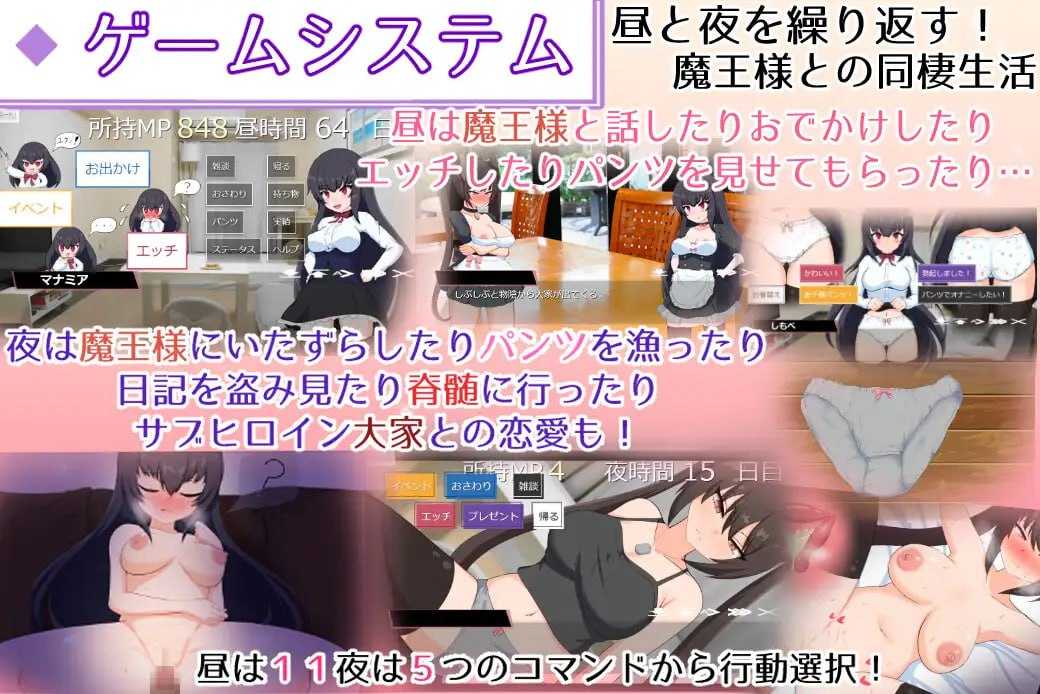 ◆ ゲームシステム
昼と夜を繰り返す！
魔王様との同棲生活
所持MP 848 昼時間 64 日
昼は魔王様と話したりおでかけしたり
エッチしたりパンツを見せてもらったり…
お出かけ
イベント
エッチ
マナミア
雑談
寝る
おさわり
持ち物
パンツ
実績
ステータス
ヘルプ
しぶしぶと物陰から大家が出てくる。
かわいい！
勃起しました！
お子様パンツ！
パンツでオナニーしたい！
しもべ
夜は魔王様にいたずらしたりパンツを漁ったり
日記を盗み見たり脊髄に行ったり
サブヒロイン大家との恋愛も！
所持MP 4 夜時間 15 日目
イベント
おさわり
雑談
エッチ
プレゼント
帰る
昼は１１夜は５つのコマンドから行動選択！